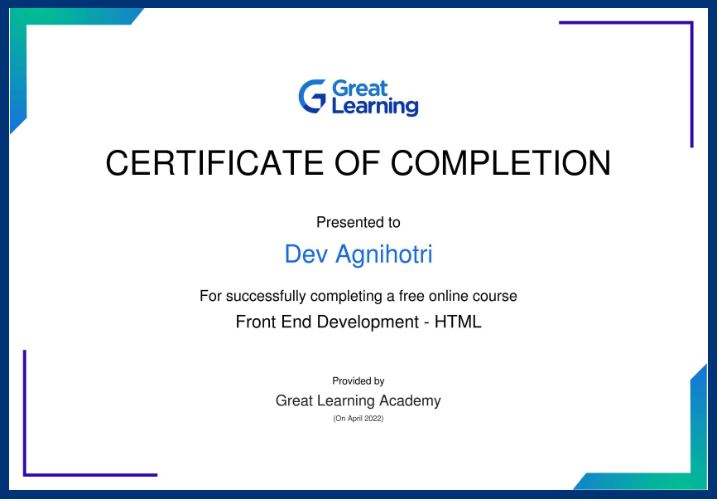 Great
Learning
CERTIFICATE OF COMPLETION
Presented to
Dev Agnihotri
For successfully completing a free online course
Front End Development - HTML
Provided by
Great Learning Academy
(On April 2022)